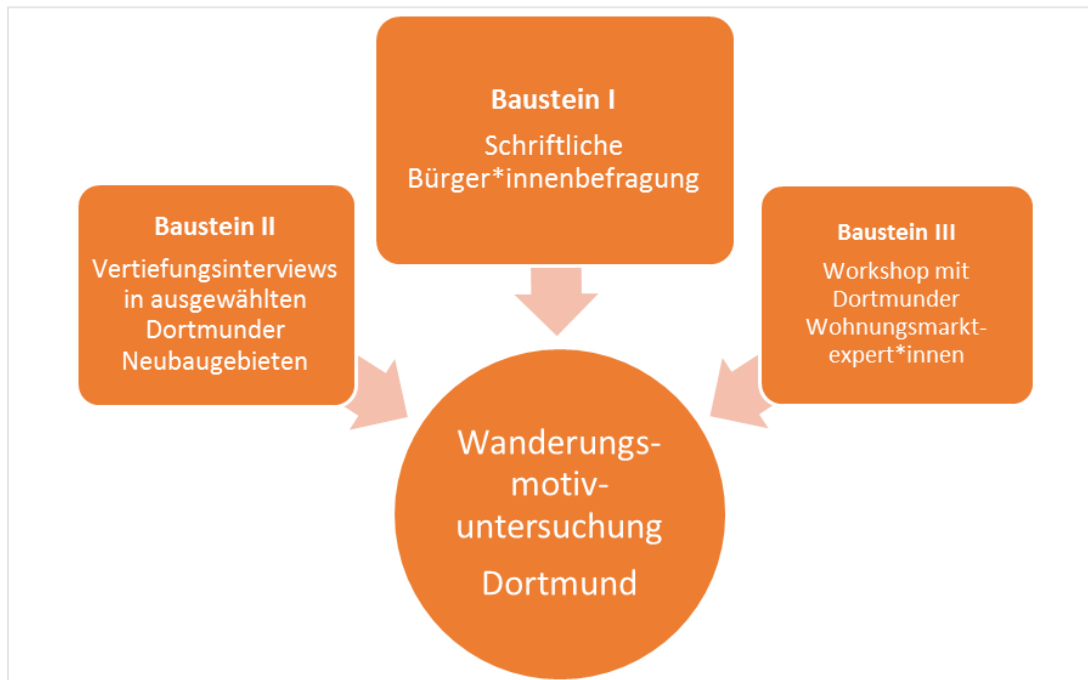 Baustein I
Schriftliche
Bürger*innenbefragung
Baustein II
Vertiefungsinterviews
in ausgewählten
Dortmunder
Neubaugebieten
Baustein III
Workshop mit
Dortmunder
Wohnungsmarkt-
expert*innen
Wanderungs-
motiv-
untersuchung
Dortmund